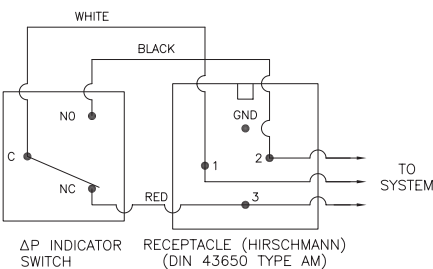 WHITE
BLACK
NO
GND
C
1
2
NC
RED
3
TO
SYSTEM
ΔP INDICATOR
SWITCH
RECEPTACLE (HIRSCHMANN)
(DIN 43650 TYPE AM)